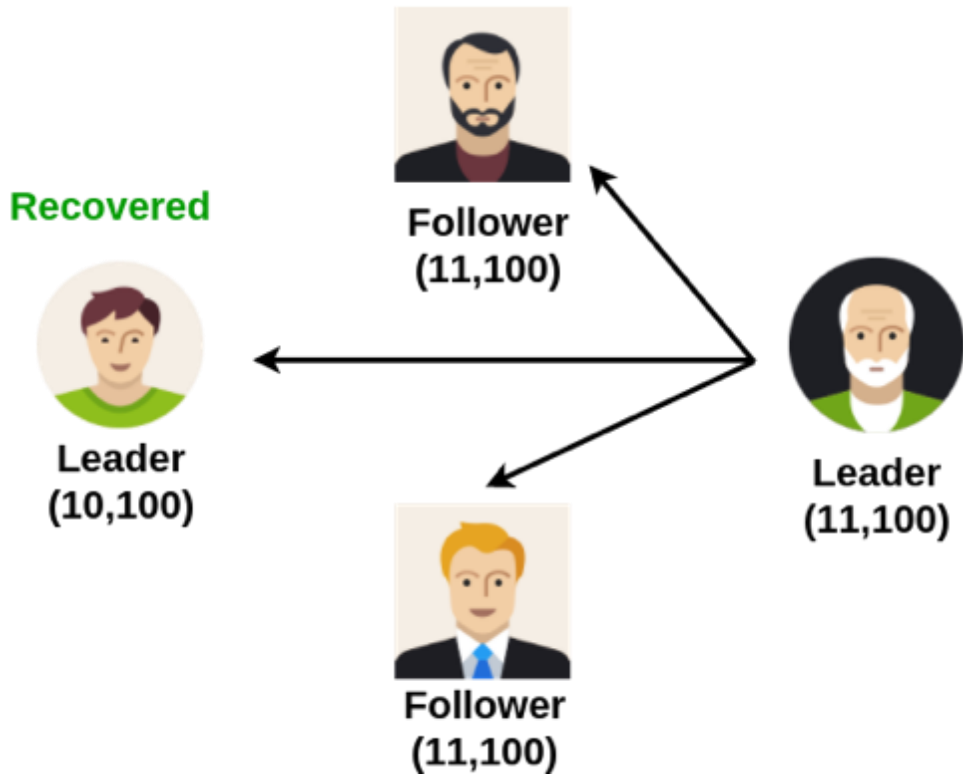 Follower
(11,100)
Recovered
Leader
(10,100)
Leader
(11,100)
Follower
(11,100)